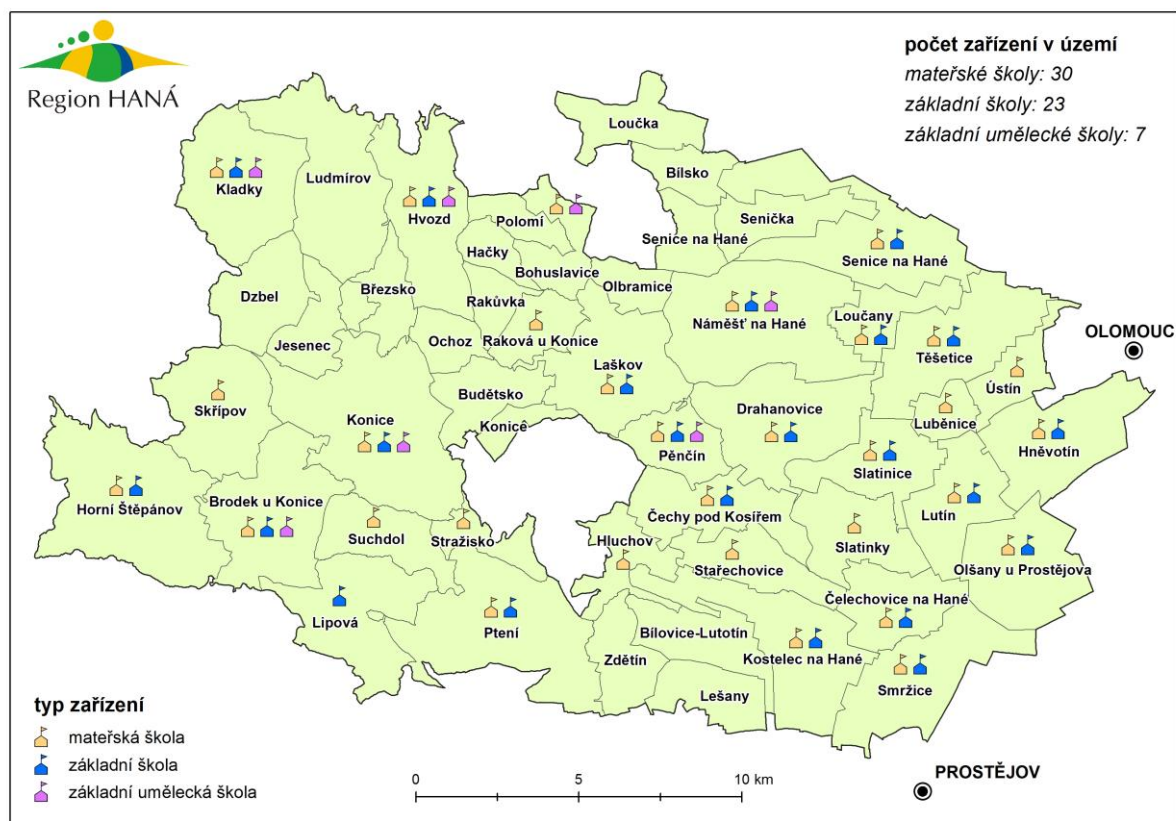 Region HANÁ
počet zařízení v území
mateřské školy: 30
základní školy: 23
základní umělecké školy: 7
Loučka
Bílsko
Ludmírov
Kladky
Hvozd
Polomí
Senička
Senice na Hané
Senice na Hané
Hačky
Bohuslavice
Olbramice
Dzbel
Březsko
Rakůvka
Náměšť na Hané
Loučany
OLOMOUC
Jesenec
Ochoz
Raková u Konice
Laškov
Těšetice
Ústín
Skřípov
Konice
Budětsko
Konice
Drahanovice
Luběnice
Pěnčín
Slatinice
Hněvotín
Horní Štěpánov
Brodek u Konice
Suchdol
Stražisko
Čechy pod Kosířem
Lutín
Hluchov
Stařechovice
Slatinky
Olšany u Prostějova
Čelechovice na Hané
Lipová
Ptení
Bílovice-Lutotín
Kostelec na Hané
Zdětín
Lešany
Smržice
typ zařízení
mateřská škola
základní škola
základní umělecká škola
0 5 10 km
PROSTĚJOV